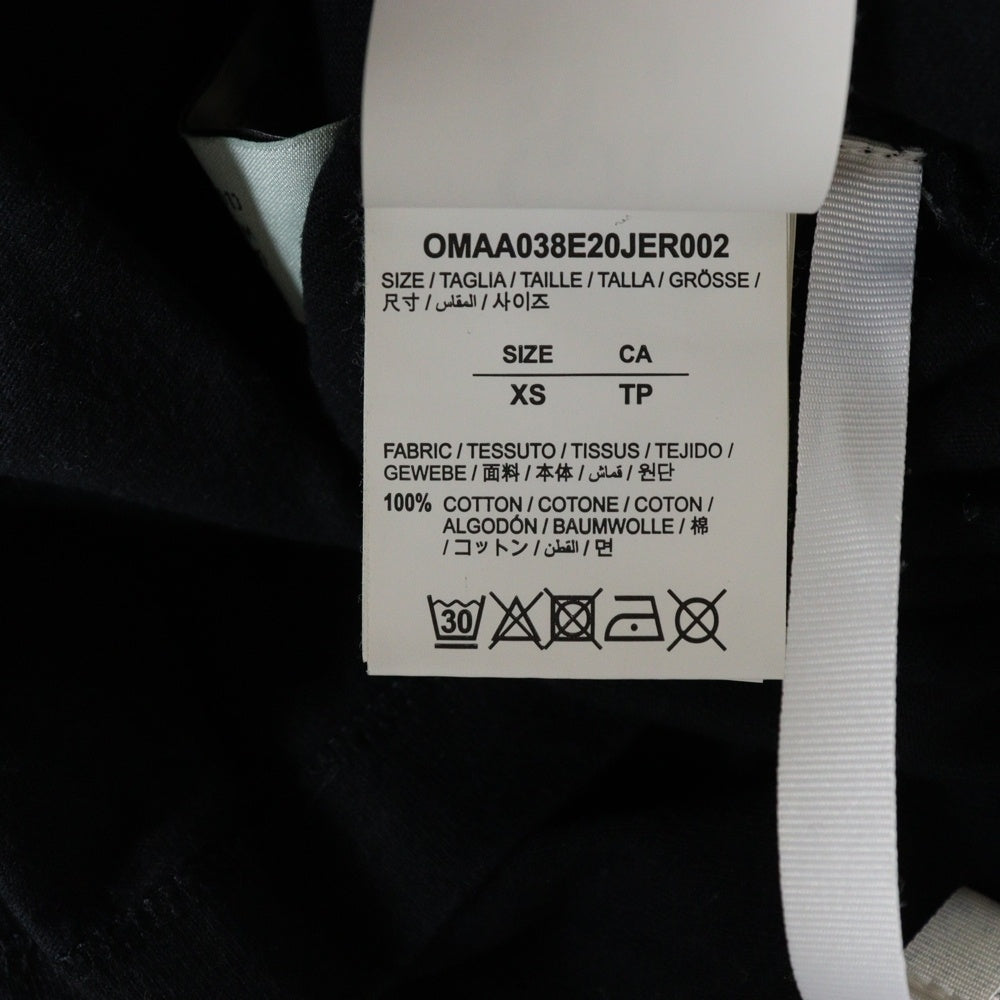 OMAA038E20JER002
SIZE / TAGLIA / TAILLE / TALLA / GRÖSSE /
尺寸 / المقاس / 사이즈
SIZE CA
XS TP
FABRIC / TESSUTO / TISSUS / TEJIDO /
GEWEBE / 面料 / 本体 / قماش / 원단
100% COTTON / COTONE / COTON /
ALGODÓN / BAUMWOLLE / 棉
/ コットン / القطن / 면
30